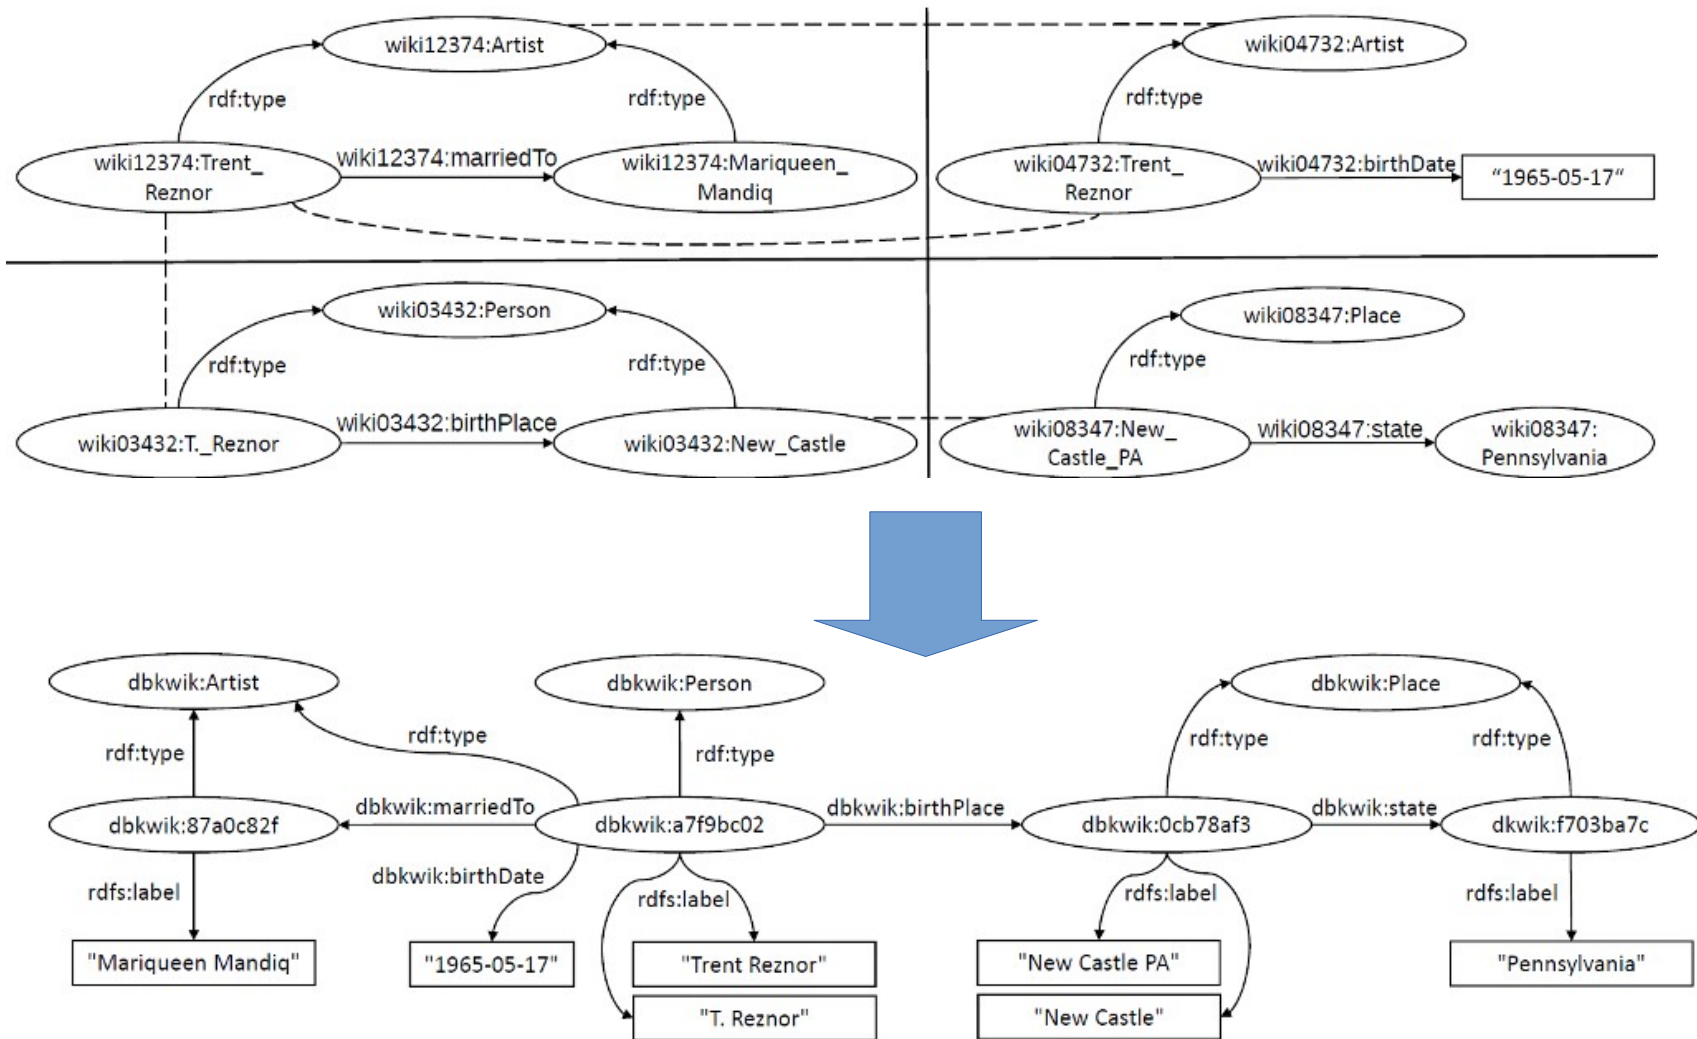 wiki12374:Artist
wiki04732:Artist
rdf:type
rdf:type
rdf:type
wiki12374:Trent_
Reznor
wiki12374:marriedTo
wiki12374:Mariqueen_
Mandiq
wiki04732:Trent_
Reznor
wiki04732:birthDate
"1965-05-17"
wiki03432:Person
wiki08347:Place
rdf:type
rdf:type
rdf:type
wiki03432:T._Reznor
wiki03432:birthPlace
wiki03432:New_Castle
wiki08347:New_
Castle_PA
wiki08347:state
wiki08347:
Pennsylvania
dbkwik:Artist
dbkwik:Person
dbkwik:Place
rdf:type
rdf:type
rdf:type
rdf:type
rdf:type
dbkwik:87a0c82f
dbkwik:marriedTo
dbkwik:a7f9bc02
dbkwik:birthPlace
dbkwik:0cb78af3
dbkwik:state
dkwik:f703ba7c
rdfs:label
dbkwik:birthDate
rdfs:label
rdfs:label
rdfs:label
"Mariqueen Mandiq"
"1965-05-17"
"Trent Reznor"
"New Castle PA"
"Pennsylvania"
"T. Reznor"
"New Castle"